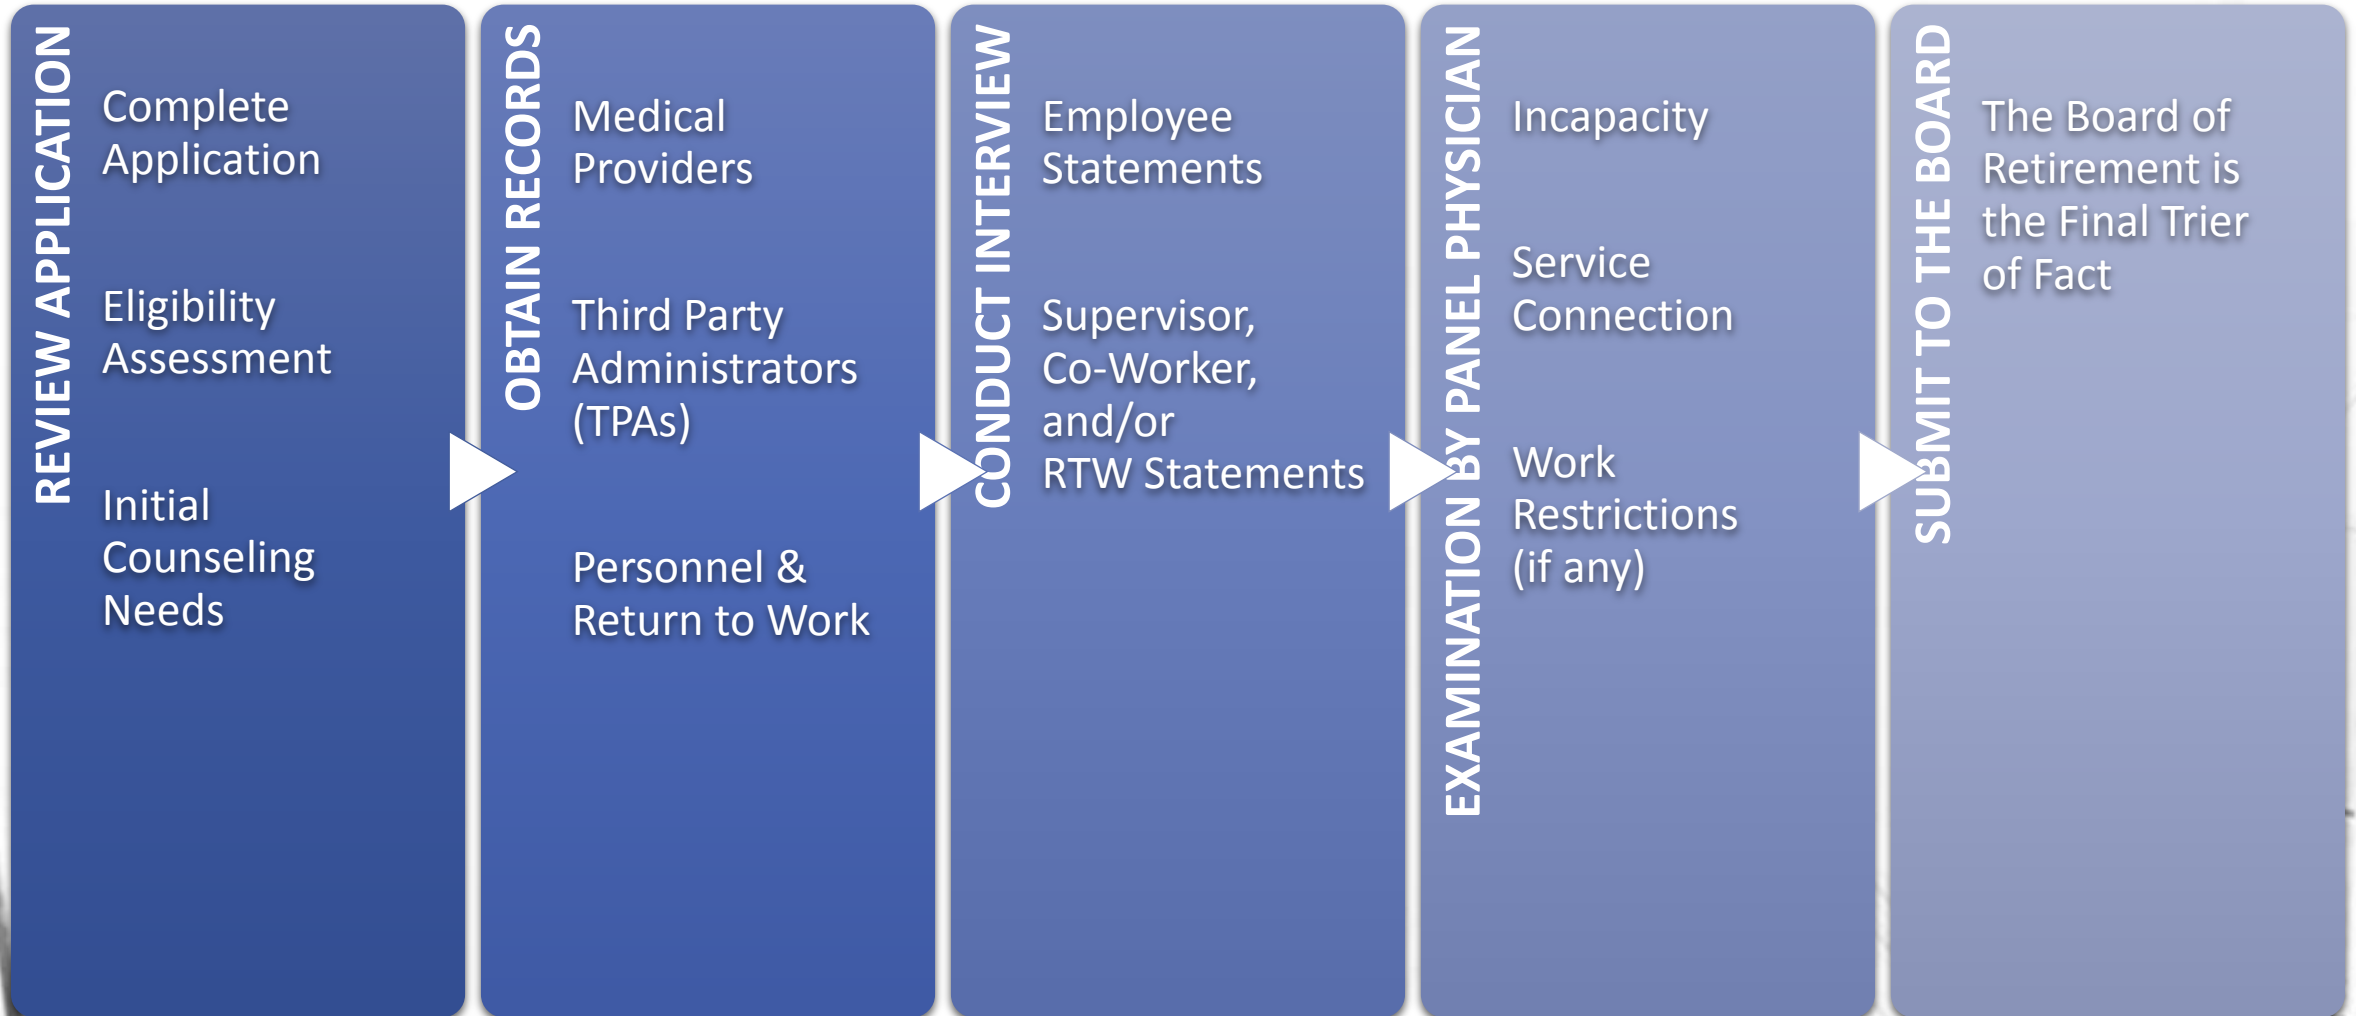 REVIEW APPLICATION
Complete
Application
Eligibility
Assessment
Initial
Counseling
Needs
OBTAIN RECORDS
Medical
Providers
Third Party
Administrators
(TPAs)
Personnel &
Return to Work
CONDUCT INTERVIEW
Employee
Statements
Supervisor,
Co-Worker,
and/or
RTW Statements
EXAMINATION BY PANEL PHYSICIAN
Incapacity
Service
Connection
Work
Restrictions
(if any)
SUBMIT TO THE BOARD
The Board of
Retirement is
the Final Trier
of Fact